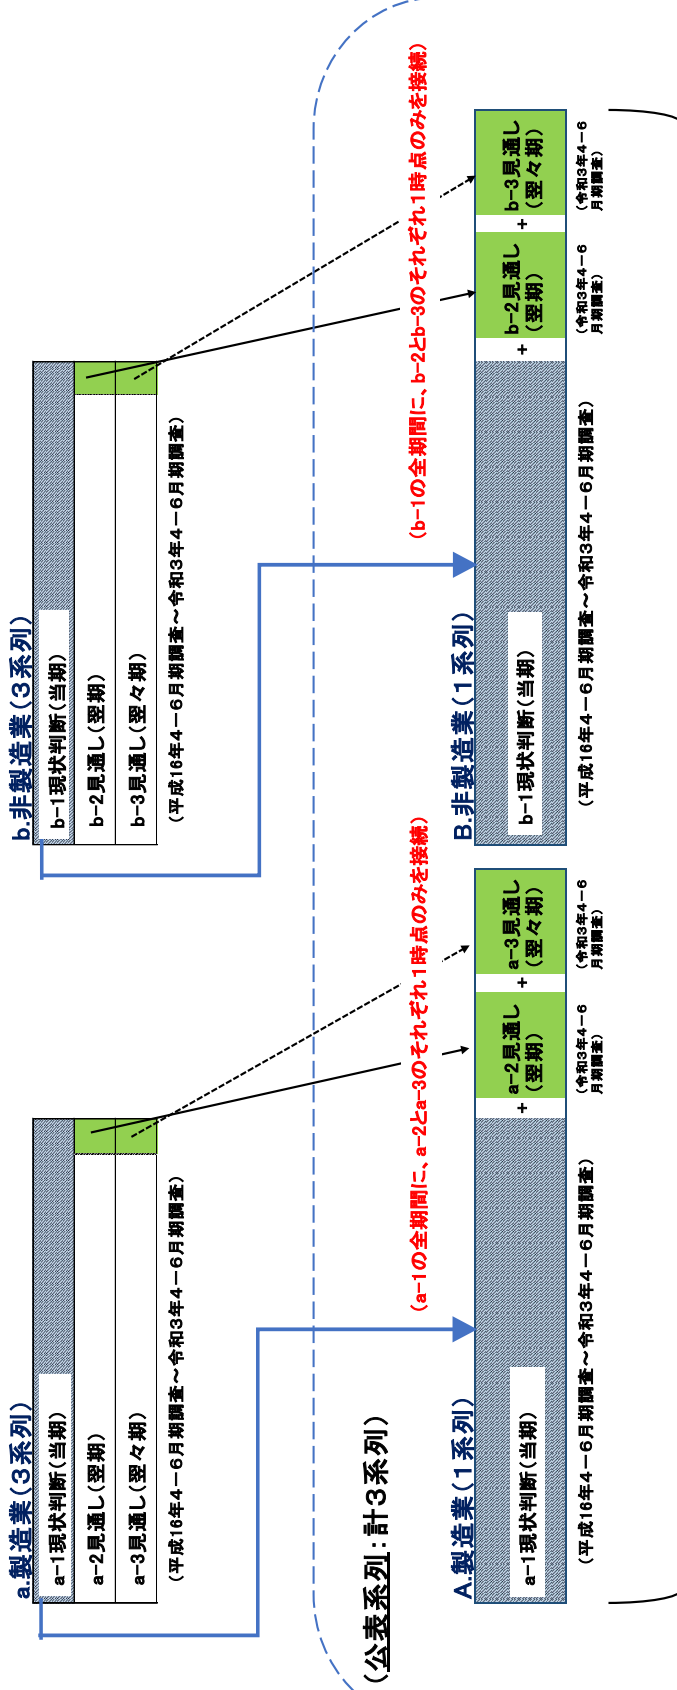 a.製造業(3系列)
a-1現状判断(当期)
a-2見通し(翌期)
a-3見通し(翌々期)
(平成16年4-6月期調査~令和3年4-6月期調査)
b.非製造業(3系列)
b-1現状判断(当期)
b-2見通し(翌期)
b-3見通し(翌々期)
(平成16年4-6月期調査~令和3年4-6月期調査)
(公表系列:計3系列)
(a-1の全期間に、a-2とa-3のそれぞれ1時点のみを接続)
A.製造業(1系列)
a-1現状判断(当期)
+
a-2見通し
(翌期)
+
a-3見通し
(翌々期)
(平成16年4-6月期調査~令和3年4-6月期調査)
(令和3年4-6
月期調査)
(令和3年4-6
月期調査)
(b-1の全期間に、b-2とb-3のそれぞれ1時点のみを接続)
B.非製造業(1系列)
b-1現状判断(当期)
+
b-2見通し
(翌期)
+
b-3見通し
(翌々期)
(平成16年4-6月期調査~令和3年4-6月期調査)
(令和3年4-6
月期調査)
(令和3年4-6
月期調査)